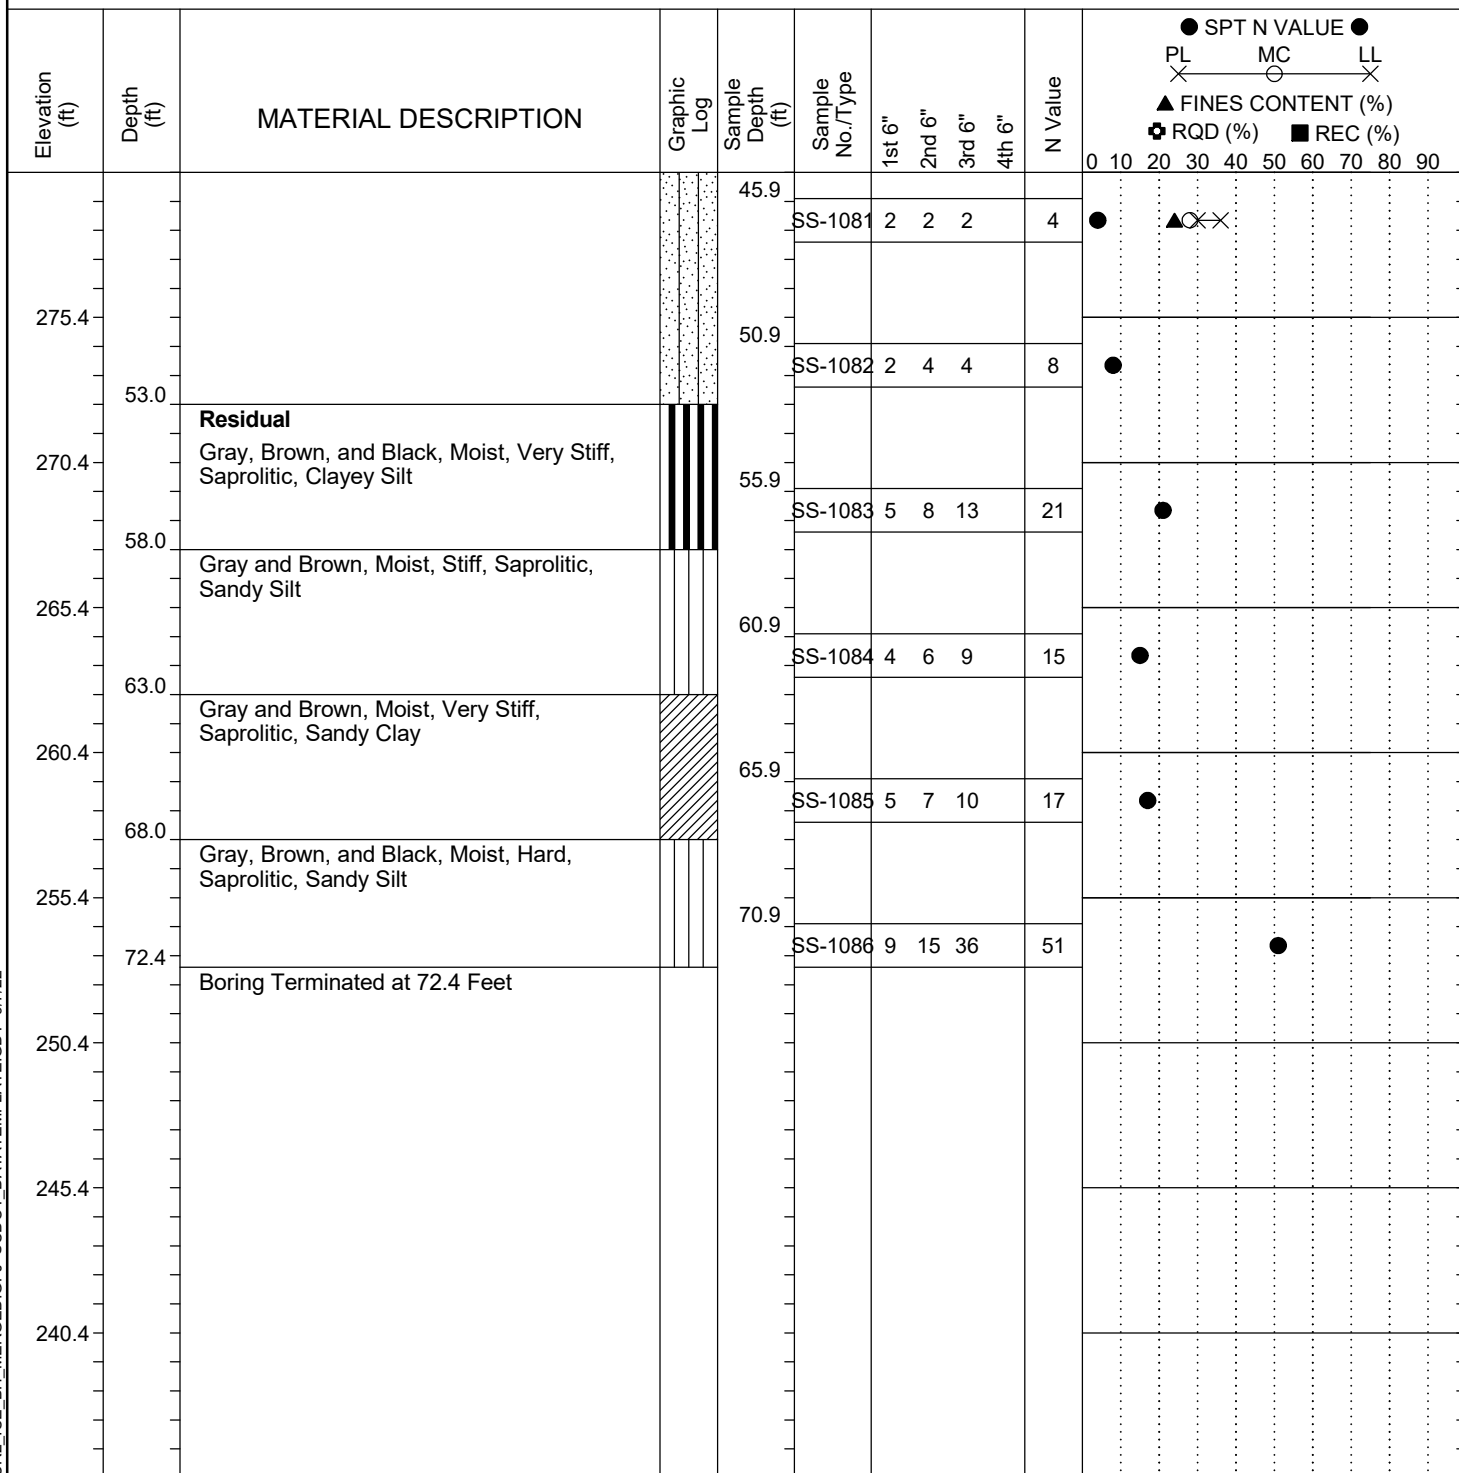 Elevation (ft)
Depth (ft)
MATERIAL DESCRIPTION
Graphic Log
Sample Depth (ft)
Sample No./Type
1st 6"
2nd 6"
3rd 6"
4th 6"
N Value
● SPT N VALUE ●
PL MC LL
▲ FINES CONTENT (%)
RQD (%) ■ REC (%)
0 10 20 30 40 50 60 70 80 90
45.9
SS-1081 2 2 2 4
275.4
50.9
SS-1082 2 4 4 8
53.0
Residual
Gray, Brown, and Black, Moist, Very Stiff,
Saprolitic, Clayey Silt
270.4
55.9
SS-1083 5 8 13 21
58.0
Gray and Brown, Moist, Stiff, Saprolitic,
Sandy Silt
265.4
60.9
SS-1084 4 6 9 15
63.0
Gray and Brown, Moist, Very Stiff,
Saprolitic, Sandy Clay
260.4
65.9
SS-1085 5 7 10 17
68.0
Gray, Brown, and Black, Moist, Hard,
Saprolitic, Sandy Silt
255.4
70.9
SS-1086 9 15 36 51
72.4
Boring Terminated at 72.4 Feet
250.4
245.4
240.4